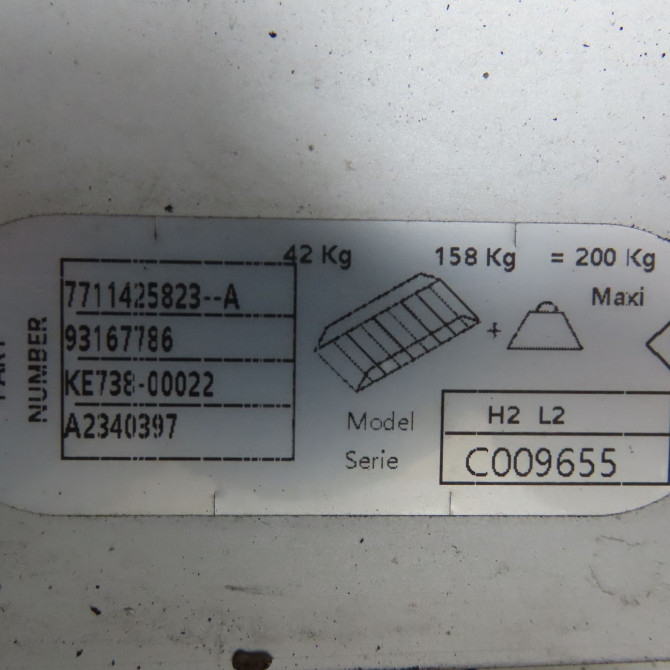 PART NUMBER
7711425823--A
93167786
KE738-00022
A2340397
42 Kg
158 Kg = 200 Kg
+
Maxi
Model H2 L2
Serie C009655